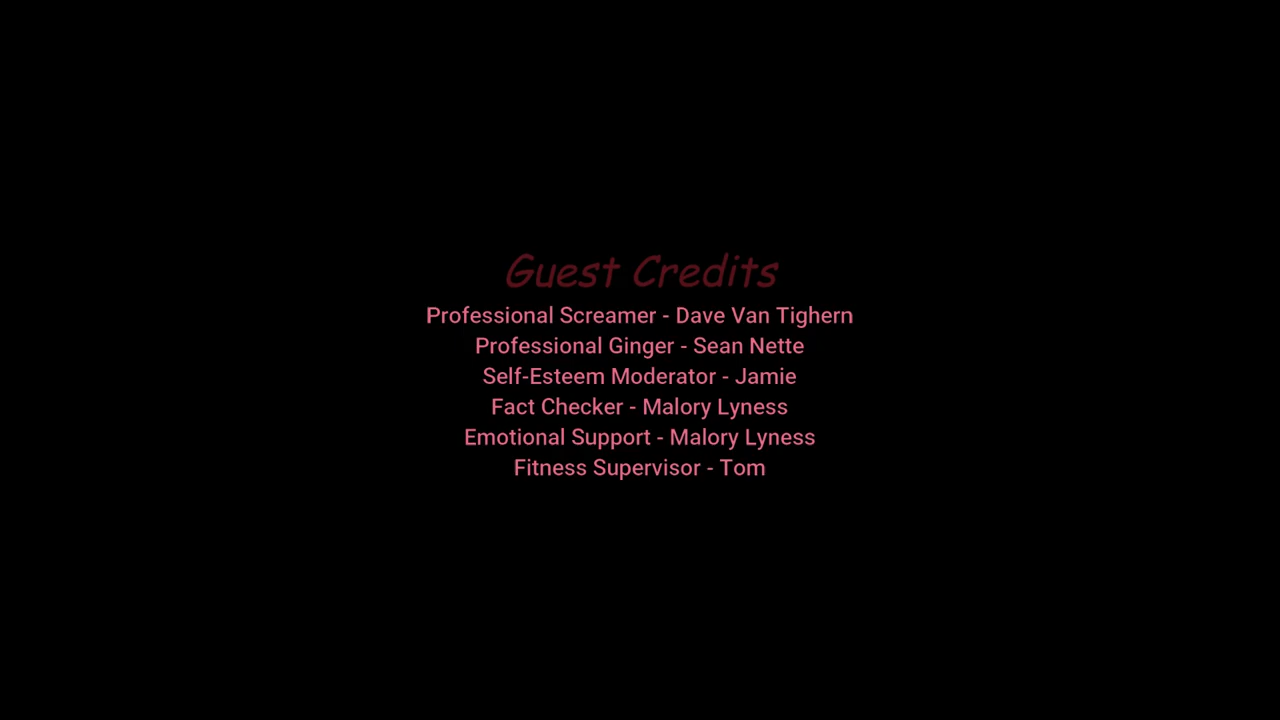 Guest Credits
Professional Screamer - Dave Van Tighern
Professional Ginger - Sean Nette
Self-Esteem Moderator - Jamie
Fact Checker - Malory Lyness
Emotional Support - Malory Lyness
Fitness Supervisor - Tom